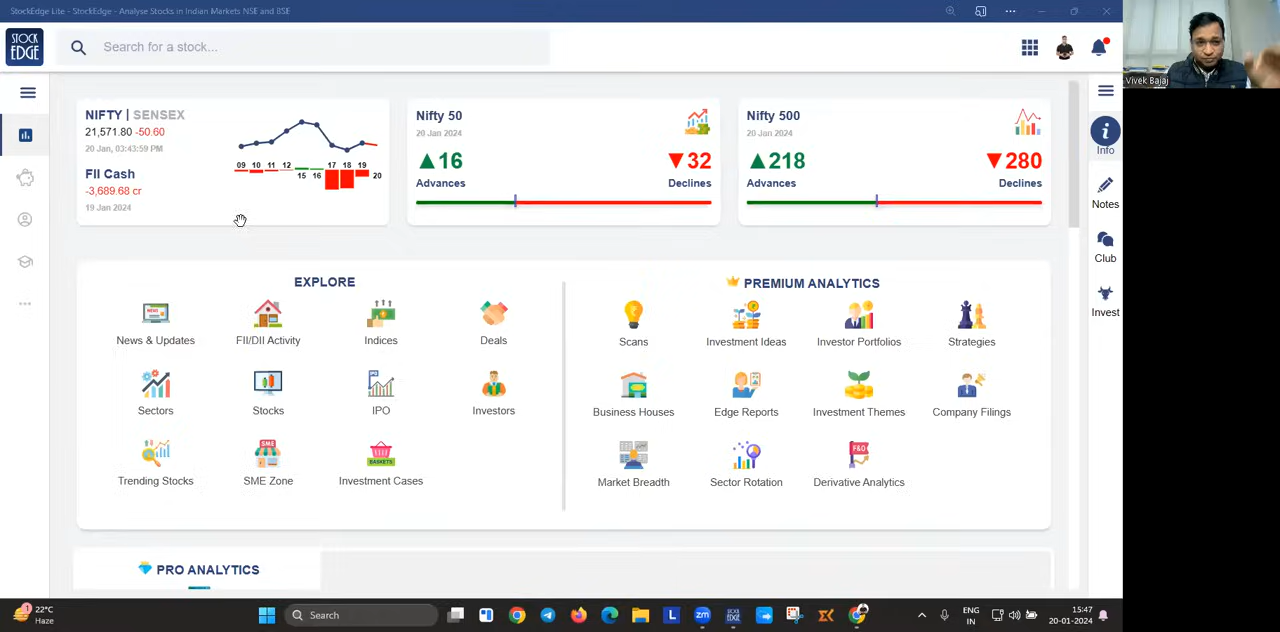 StockEdge Lite - StockEdge - Analyse Stocks in Indian Markets NSE and BSE
STOCK
EDGE
Search for a stock...
Vivek Bajaj
NIFTY | SENSEX
21,571.80 -50.60
20 Jan, 03:43:59 PM
FII Cash
-3,689.68 cr
19 Jan 2024
09 10 11 12 15 16 17 18 19 20
Nifty 50
20 Jan 2024
▲16 ▼32
Advances Declines
Nifty 500
20 Jan 2024
▲218 ▼280
Advances Declines
Info
Notes
Club
Invest
EXPLORE
News & Updates FII/DII Activity Indices Deals
Sectors Stocks IPO Investors
SME
BASKETS
Trending Stocks SME Zone Investment Cases
PREMIUM ANALYTICS
Scans Investment Ideas Investor Portfolios Strategies
Business Houses Edge Reports Investment Themes Company Filings
F&O
Market Breadth Sector Rotation Derivative Analytics
PRO ANALYTICS
22°C
Haze
Search
L
zm
ENG
IN
15:47
20-01-2024